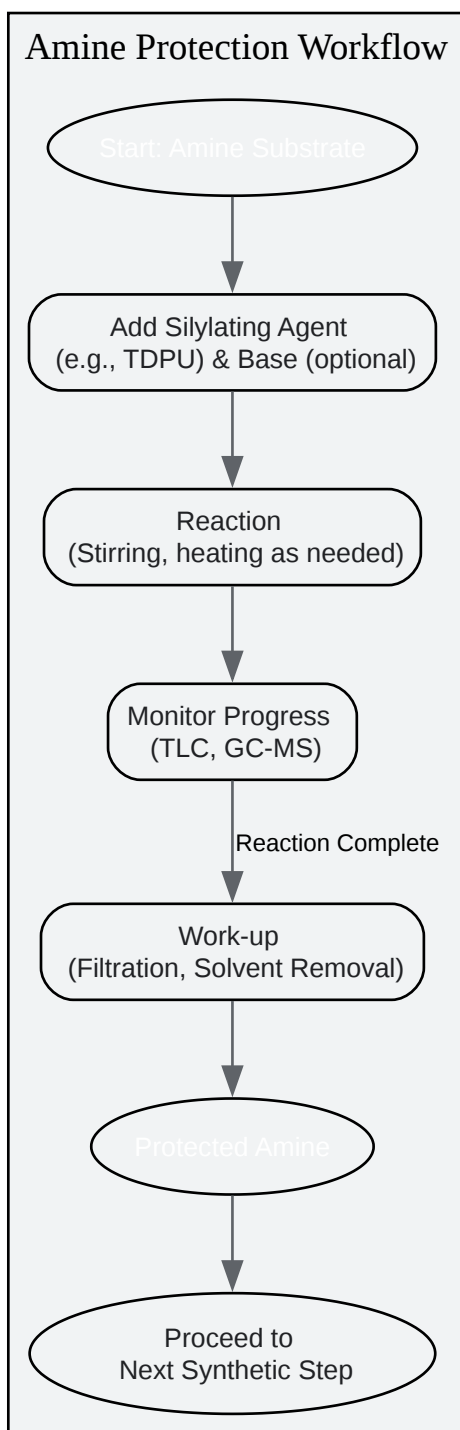 Amine Protection Workflow
Start: Amine Substrate
Add Silylating Agent
(e.g., TDPU) & Base (optional)
Reaction
(Stirring, heating as needed)
Monitor Progress
(TLC, GC-MS)
Reaction Complete
Work-up
(Filtration, Solvent Removal)
Protected Amine
Proceed to
Next Synthetic Step